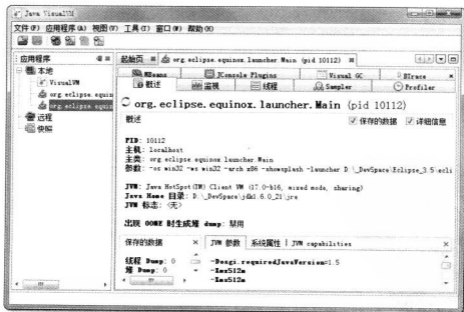 Java VisualVM
文件(F) 应用程序(A) 视图(V) 工具(T) 窗口(W) 帮助(H)
应用程序
起始页 org.eclipse.equinox.launcher.Main (pid 10112)
本地
VisualVM
org.eclipse.equin
org.eclipse.equin
远程
快照
MBeans JConsole Plugins Visual GC BTrace
概述 监视 线程 Sampler Profiler
org.eclipse.equinox.launcher.Main (pid 10112)
概述 保存的数据 详细信息
PID: 10112
主机: localhost
主类: org.eclipse.equinox.launcher.Main
参数: -os win32 -ws win32 -arch x86 -showsplash -launcher D:\_DevSpace\Eclipse_3.5\ecli
JVM: Java HotSpot(TM) Client VM (17.0-b16, mixed mode, sharing)
Java Home 目录: D:\_DevSpace\jdk1.6.0_21\jre
JVM 标志: <无>
出现 OOME 时生成堆 dump: 禁用
保存的数据 JVM 参数 系统属性 JVM capabilities
线程 Dump: 0
堆 Dump: 0
-Dosgi.requiredJavaVersion=1.5
-Xms512m
-Xmx512m